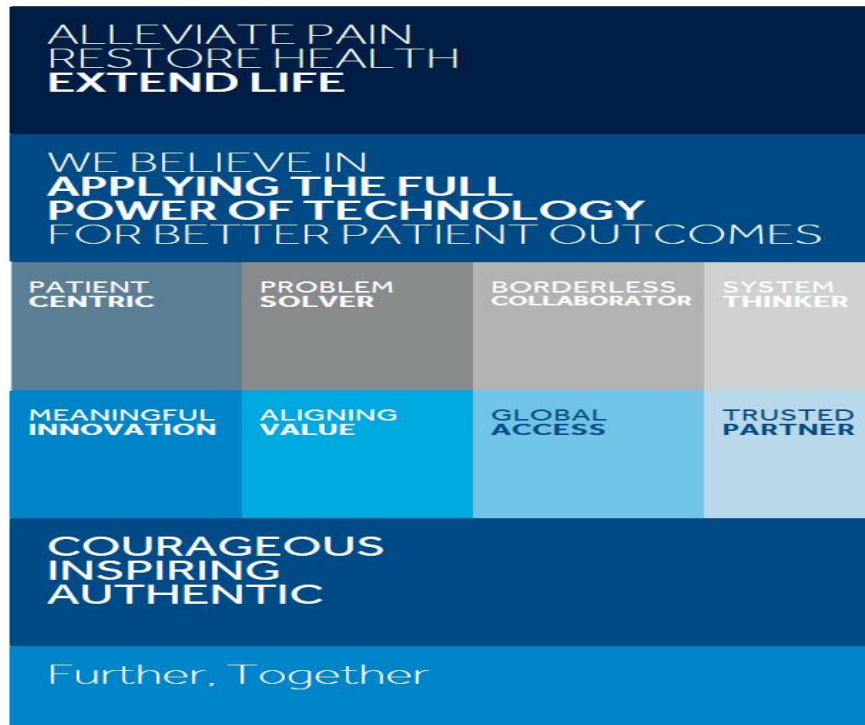 ALLEVIATE PAIN
RESTORE HEALTH
EXTEND LIFE
WE BELIEVE IN
APPLYING THE FULL
POWER OF TECHNOLOGY
FOR BETTER PATIENT OUTCOMES
PATIENT
CENTRIC
PROBLEM
SOLVER
BORDERLESS
COLLABORATOR
SYSTEM
THINKER
MEANINGFUL
INNOVATION
ALIGNING
VALUE
GLOBAL
ACCESS
TRUSTED
PARTNER
COURAGEOUS
INSPIRING
AUTHENTIC
Further, Together